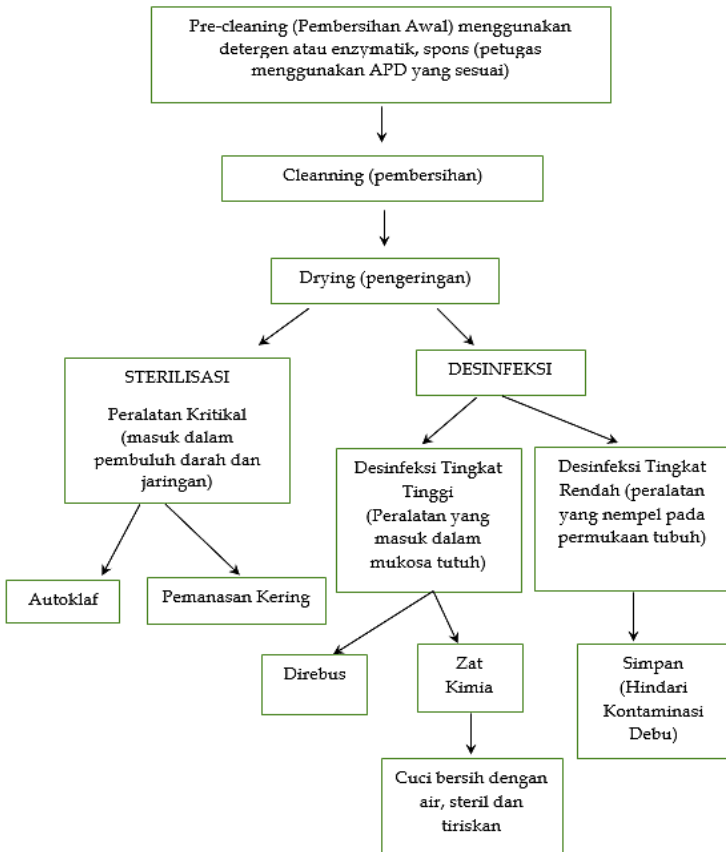 Pre-cleaning (Pembersihan Awal) menggunakan
detergen atau enzymatik, spons (petugas
menggunakan APD yang sesuai)
Cleanning (pembersihan)
Drying (pengeringan)
STERILISASI
Peralatan Kritikal
(masuk dalam
pembuluh darah dan
jaringan)
DESINFEKSI
Desinfeksi Tingkat
Tinggi
(Peralatan yang
masuk dalam
mukosa tutuh)
Desinfeksi Tingkat
Rendah (peralatan
yang nempel pada
permukaan tubuh)
Autoklaf
Pemanasan Kering
Direbus
Zat
Kimia
Simpan
(Hindari
Kontaminasi
Debu)
Cuci bersih dengan
air, steril dan
tiriskan